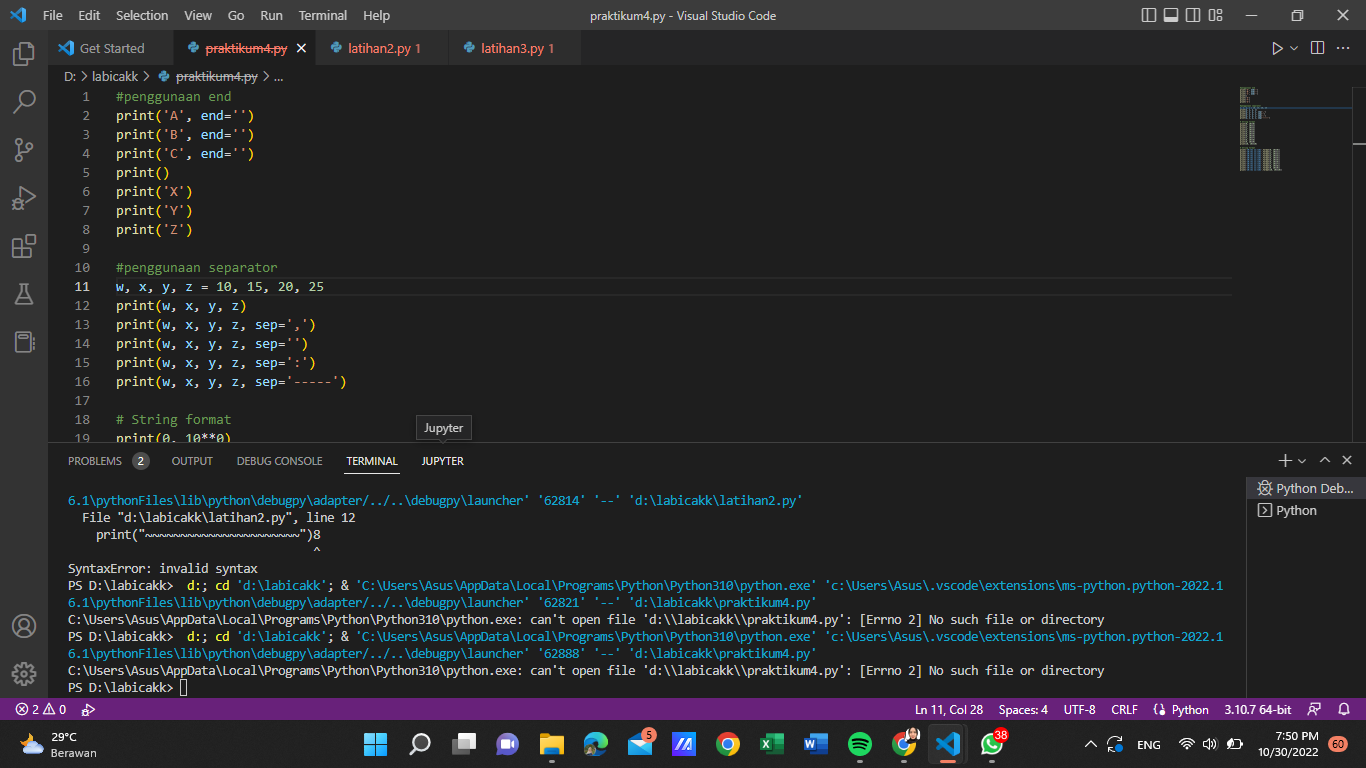 File Edit Selection View Go Run Terminal Help praktikum4.py - Visual Studio Code
Get Started praktikum4.py latihan2.py 1 latihan3.py 1
D: > labicakk > praktikum4.py > ...
1 #penggunaan end
2 print('A', end='')
3 print('B', end='')
4 print('C', end='')
5 print()
6 print('X')
7 print('Y')
8 print('Z')
9
10 #penggunaan separator
11 w, x, y, z = 10, 15, 20, 25
12 print(w, x, y, z)
13 print(w, x, y, z, sep=',')
14 print(w, x, y, z, sep='')
15 print(w, x, y, z, sep=':')
16 print(w, x, y, z, sep='-----')
17
18 # String format
19 print(0, 10**0)
Jupyter
PROBLEMS 2 OUTPUT DEBUG CONSOLE TERMINAL JUPYTER
6.1\pythonFiles\lib\python\debugpy\adapter/../..\debugpy\launcher' '62814' '--' 'd:\labicakk\latihan2.py'
File "d:\labicakk\latihan2.py", line 12
print("~~~~~~~~~~~~~~~~~~~~~~")8
^
SyntaxError: invalid syntax
PS D:\labicakk> d:; cd 'd:\labicakk'; & 'C:\Users\Asus\AppData\Local\Programs\Python\Python310\python.exe' 'c:\Users\Asus\.vscode\extensions\ms-python.python-2022.1
6.1\pythonFiles\lib\python\debugpy\adapter/../..\debugpy\launcher' '62821' '--' 'd:\labicakk\praktikum4.py'
C:\Users\Asus\AppData\Local\Programs\Python\Python310\python.exe: can't open file 'd:\\labicakk\\praktikum4.py': [Errno 2] No such file or directory
PS D:\labicakk> d:; cd 'd:\labicakk'; & 'C:\Users\Asus\AppData\Local\Programs\Python\Python310\python.exe' 'c:\Users\Asus\.vscode\extensions\ms-python.python-2022.1
6.1\pythonFiles\lib\python\debugpy\adapter/../..\debugpy\launcher' '62888' '--' 'd:\labicakk\praktikum4.py'
C:\Users\Asus\AppData\Local\Programs\Python\Python310\python.exe: can't open file 'd:\\labicakk\\praktikum4.py': [Errno 2] No such file or directory
PS D:\labicakk>
Python Deb...
Python
2 0 Ln 11, Col 28 Spaces: 4 UTF-8 CRLF Python 3.10.7 64-bit
29°C
Berawan
5
38
ENG
7:50 PM
10/30/2022
60